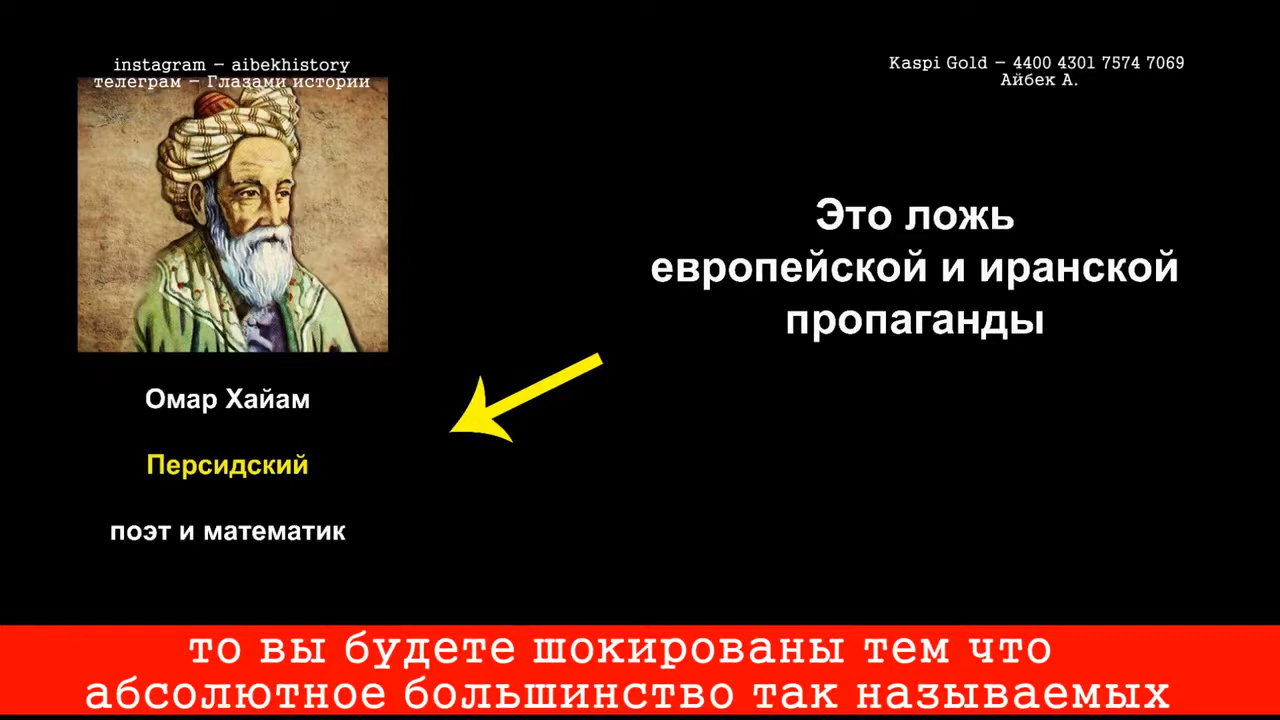 instagram – aibekhistory
телеграм – Глазами истории
Kaspi Gold – 4400 4301 7574 7069
Айбек А.
Это ложь
европейской и иранской
пропаганды
Омар Хайам
Персидский
поэт и математик
то вы будете шокированы тем что
абсолютное большинство так называемых